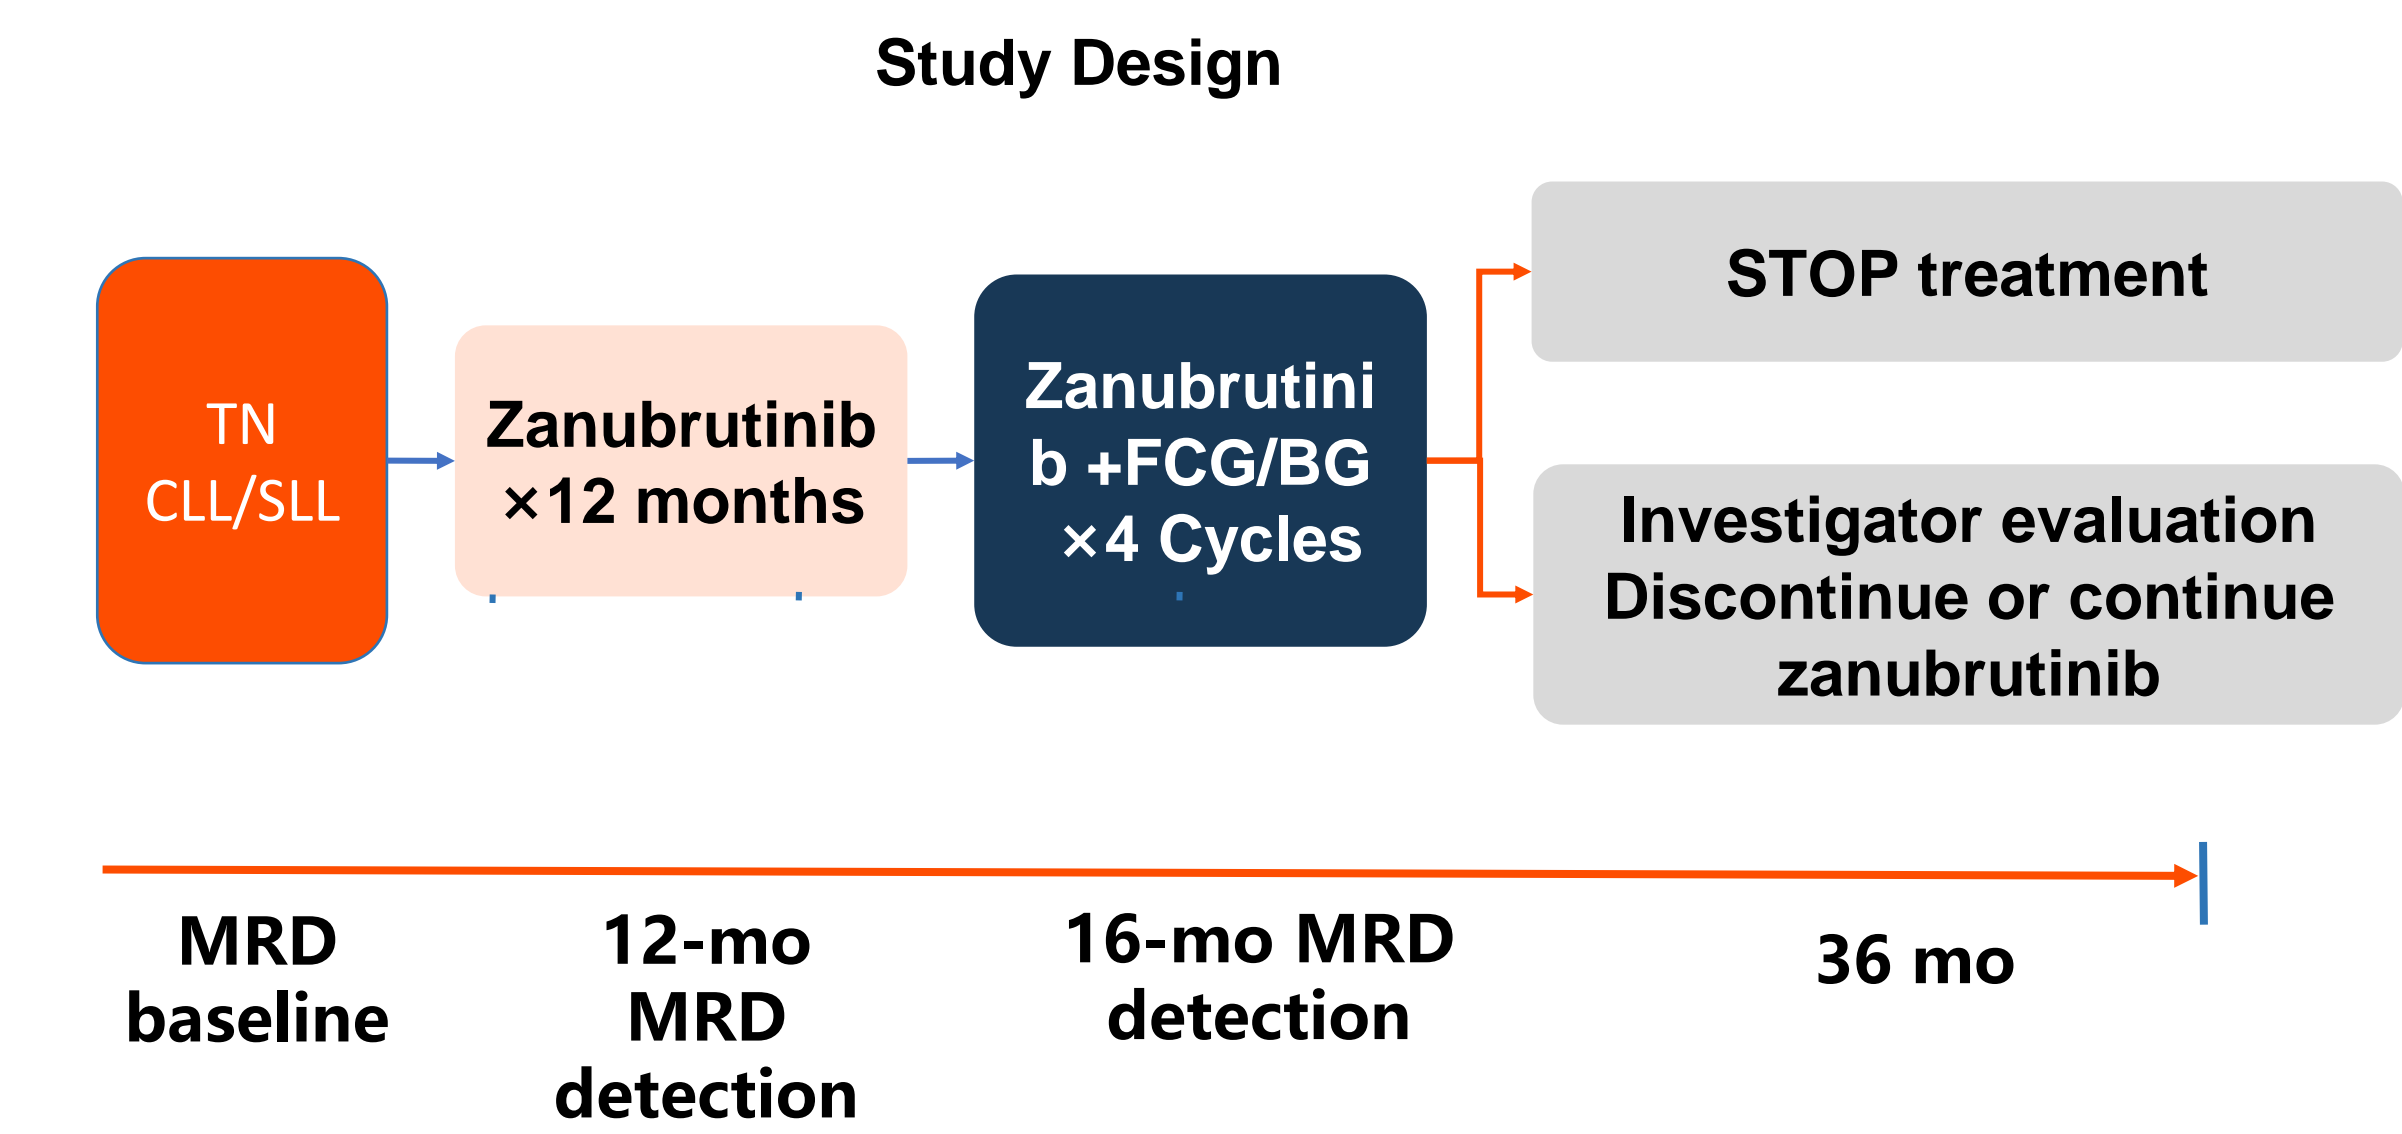 Study Design
TN
CLL/SLL
Zanubrutinib
×12 months
Zanubrutini
b +FCG/BG
×4 Cycles
STOP treatment
Investigator evaluation
Discontinue or continue
zanubrutinib
MRD
baseline
12-mo
MRD
detection
16-mo MRD
detection
36 mo